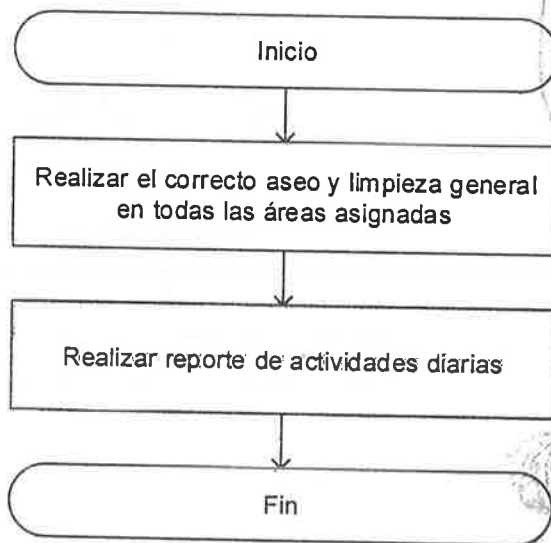 Inicio
Realizar el correcto aseo y limpieza general
en todas las áreas asignadas
Realizar reporte de actividades diarias
Fin